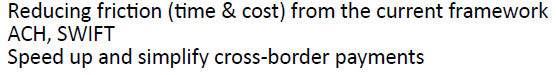 Reducing friction (time & cost) from the current framework
ACH, SWIFT
Speed up and simplify cross-border payments